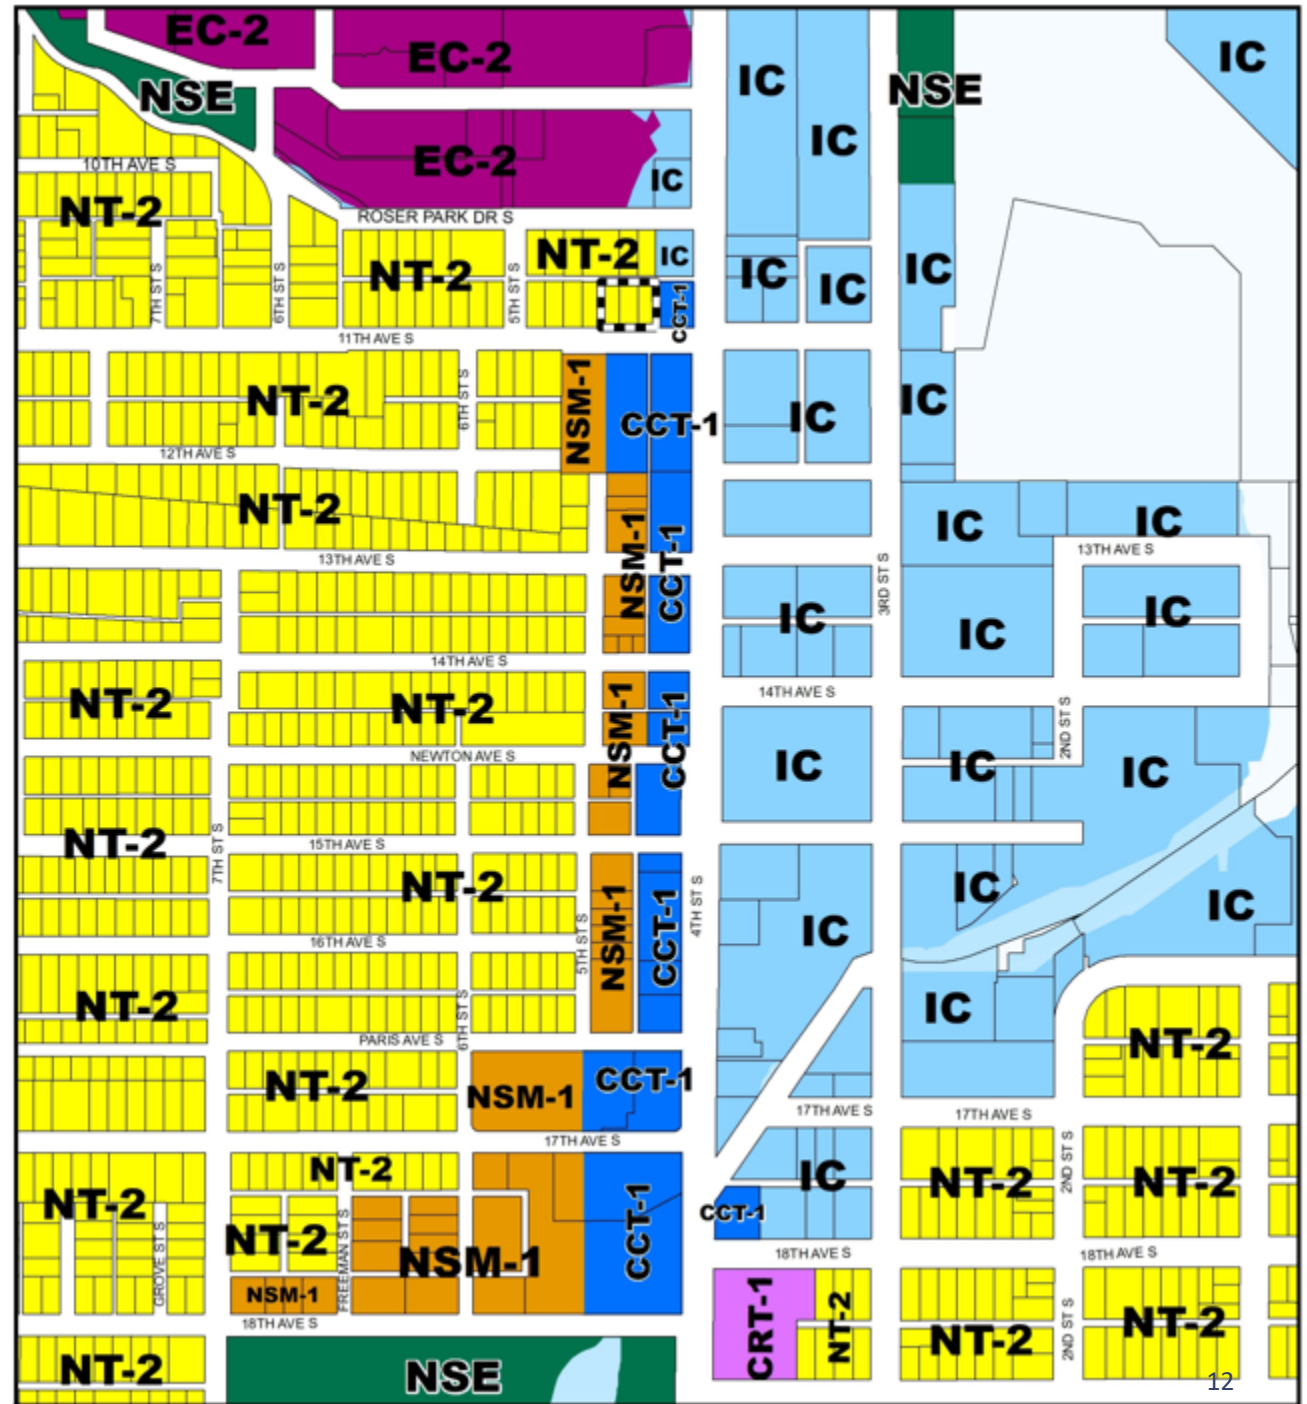 EC-2
EC-2
IC
NSE
IC
NSE
IC
EC-2
10TH AVE S
IC
NT-2
ROSER PARK DR S
NT-2
IC
NT-2
7TH ST S
6TH ST S
5TH ST S
IC
IC
IC
CCT-1
11TH AVE S
NT-2
6TH ST S
NSM-1
CCT-1
IC
IC
12TH AVE S
NT-2
IC
IC
13TH AVE S
NSM-1
CCT-1
3RD ST S
13TH AVE S
IC
IC
IC
14TH AVE S
14TH AVE S
NT-2
NT-2
NSM-1
CCT-1
2ND ST S
NEWTON AVE S
IC
IC
IC
NT-2
7TH ST S
15TH AVE S
NT-2
IC
IC
4TH ST S
16TH AVE S
5TH ST S
NSM-1
CCT-1
IC
NT-2
6TH ST S
IC
NT-2
PARIS AVE S
NT-2
NSM-1
CCT-1
17TH AVE S
17TH AVE S
17TH AVE S
NT-2
IC
2ND ST S
NT-2
NT-2
NT-2
GROVE ST S
NT-2
FREEMAN ST S
NSM-1
CCT-1
CCT-1
NSM-1
18TH AVE S
18TH AVE S
18TH AVE S
CRT-1
NT-2
NT-2
2ND ST S
NT-2
NT-2
NSE
12